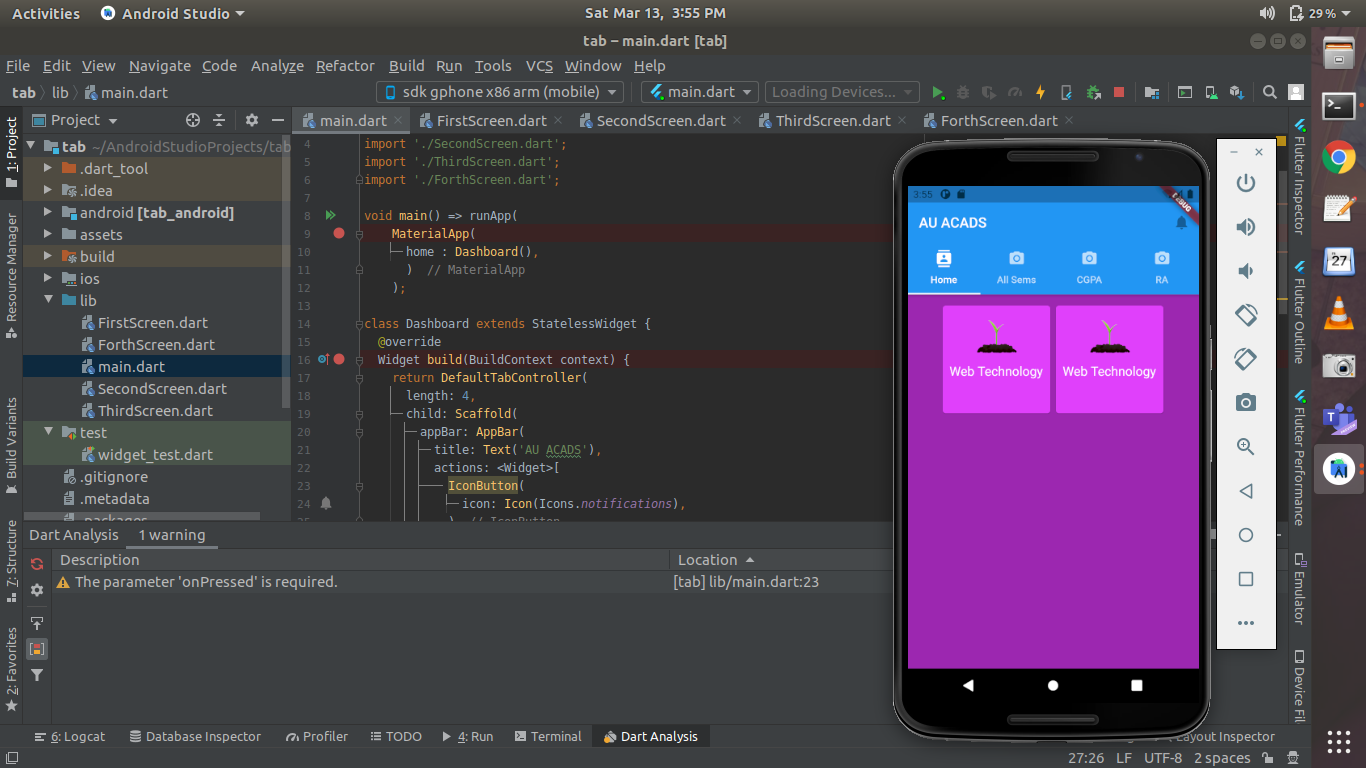 Activities Android Studio Sat Mar 13, 3:55 PM 29%
tab – main.dart [tab]
File Edit View Navigate Code Analyze Refactor Build Run Tools VCS Window Help
tab lib main.dart sdk gphone x86 arm (mobile) main.dart Loading Devices...
Project main.dart FirstScreen.dart SecondScreen.dart ThirdScreen.dart ForthScreen.dart
1: Project
Resource Manager
Build Variants
7: Structure
2: Favorites
tab ~/AndroidStudioProjects/tab
.dart_tool
.idea
android [tab_android]
assets
build
ios
lib
FirstScreen.dart
ForthScreen.dart
main.dart
SecondScreen.dart
ThirdScreen.dart
test
widget_test.dart
.gitignore
.metadata
.packages
4 import './SecondScreen.dart';
5 import './ThirdScreen.dart';
6 import './ForthScreen.dart';
7
8 void main() => runApp(
9 MaterialApp(
10 home : Dashboard(),
11 ) // MaterialApp
12 );
13
14 class Dashboard extends StatelessWidget {
15 @override
16 Widget build(BuildContext context) {
17 return DefaultTabController(
18 length: 4,
19 child: Scaffold(
20 appBar: AppBar(
21 title: Text('AU ACADS'),
22 actions: <Widget>[
23 IconButton(
24 icon: Icon(Icons.notifications),
25 ) // IconButton
3:55
DEBUG
AU ACADS
Home All Sems CGPA RA
Web Technology Web Technology
Flutter Inspector
Flutter Outline
Flutter Performance
Emulator
Device Fil
27
Dart Analysis 1 warning
Description Location
The parameter 'onPressed' is required. [tab] lib/main.dart:23
6: Logcat Database Inspector Profiler TODO 4: Run Terminal Dart Analysis Layout Inspector
27:26 LF UTF-8 2 spaces